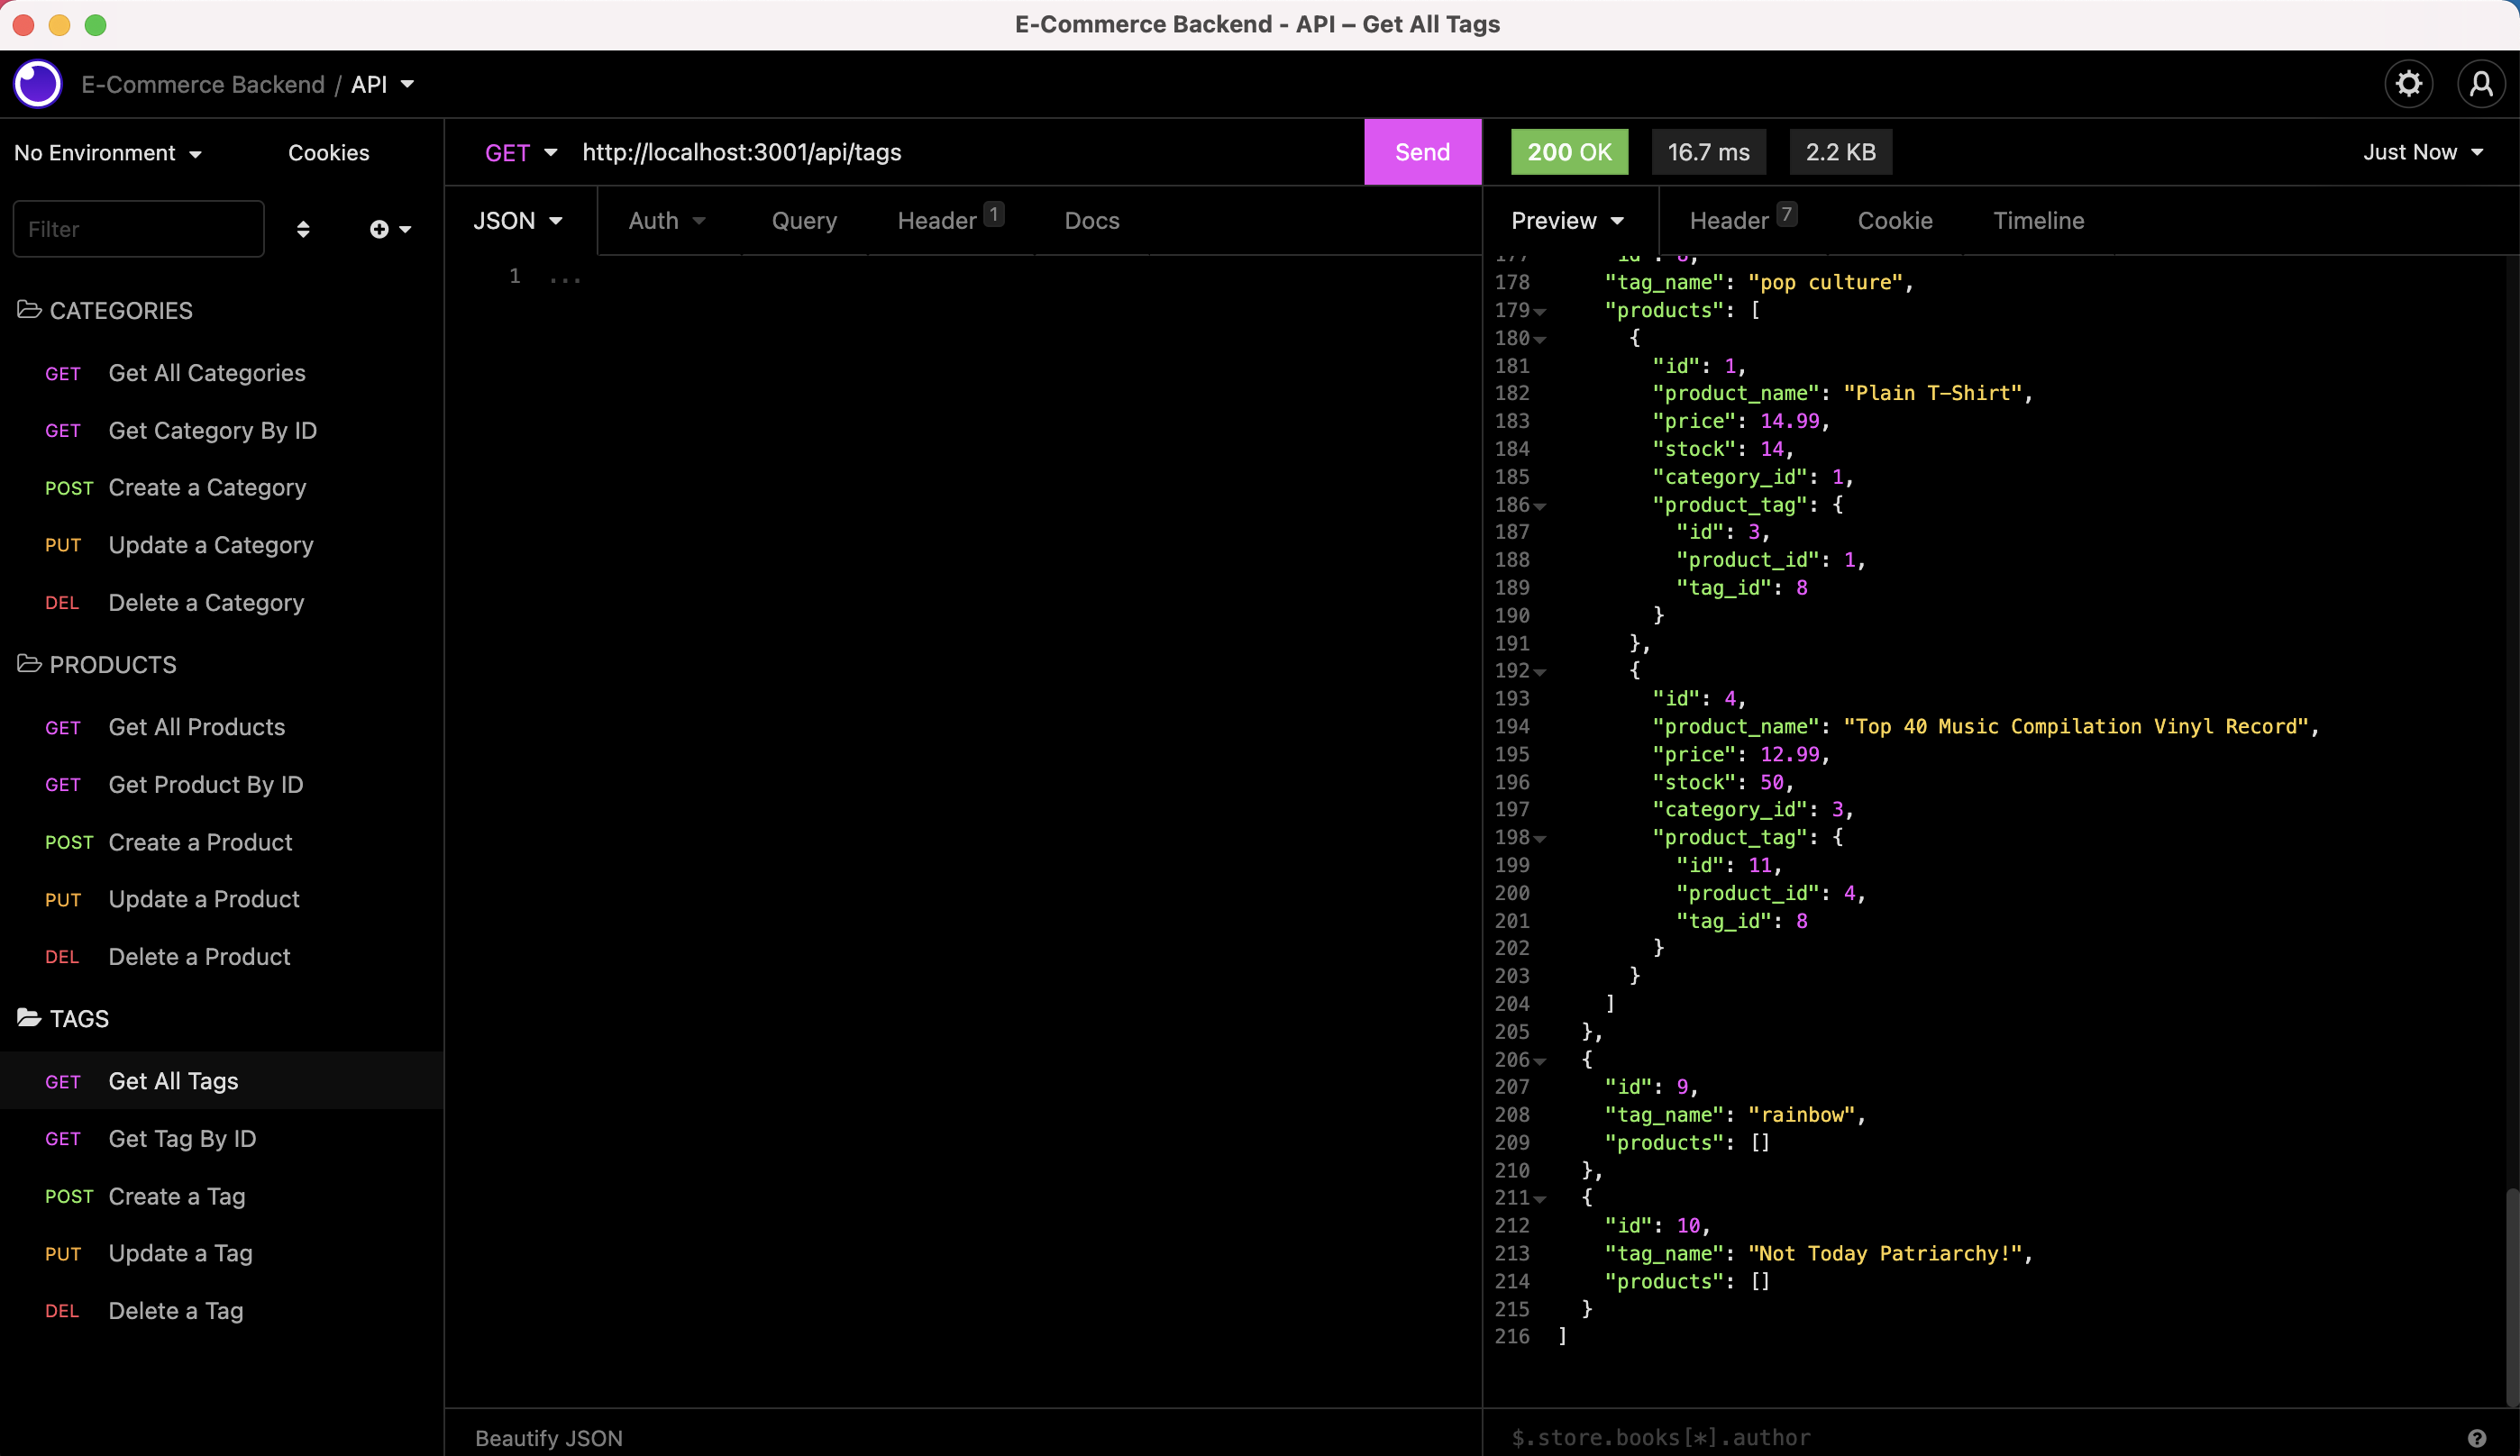 E-Commerce Backend - API – Get All Tags
E-Commerce Backend / API
No Environment
Cookies
GET http://localhost:3001/api/tags
Send
200 OK
16.7 ms
2.2 KB
Just Now
Filter
JSON
Auth
Query
Header 1
Docs
Preview
Header 7
Cookie
Timeline
CATEGORIES
GET Get All Categories
GET Get Category By ID
POST Create a Category
PUT Update a Category
DEL Delete a Category
PRODUCTS
GET Get All Products
GET Get Product By ID
POST Create a Product
PUT Update a Product
DEL Delete a Product
TAGS
GET Get All Tags
GET Get Tag By ID
POST Create a Tag
PUT Update a Tag
DEL Delete a Tag
1 ...
Beautify JSON
178 "tag_name": "pop culture",
179 "products": [
180 {
181 "id": 1,
182 "product_name": "Plain T-Shirt",
183 "price": 14.99,
184 "stock": 14,
185 "category_id": 1,
186 "product_tag": {
187 "id": 3,
188 "product_id": 1,
189 "tag_id": 8
190 }
191 },
192 {
193 "id": 4,
194 "product_name": "Top 40 Music Compilation Vinyl Record",
195 "price": 12.99,
196 "stock": 50,
197 "category_id": 3,
198 "product_tag": {
199 "id": 11,
200 "product_id": 4,
201 "tag_id": 8
202 }
203 }
204 ]
205 },
206 {
207 "id": 9,
208 "tag_name": "rainbow",
209 "products": []
210 },
211 {
212 "id": 10,
213 "tag_name": "Not Today Patriarchy!",
214 "products": []
215 }
216 ]
$.store.books[*].author